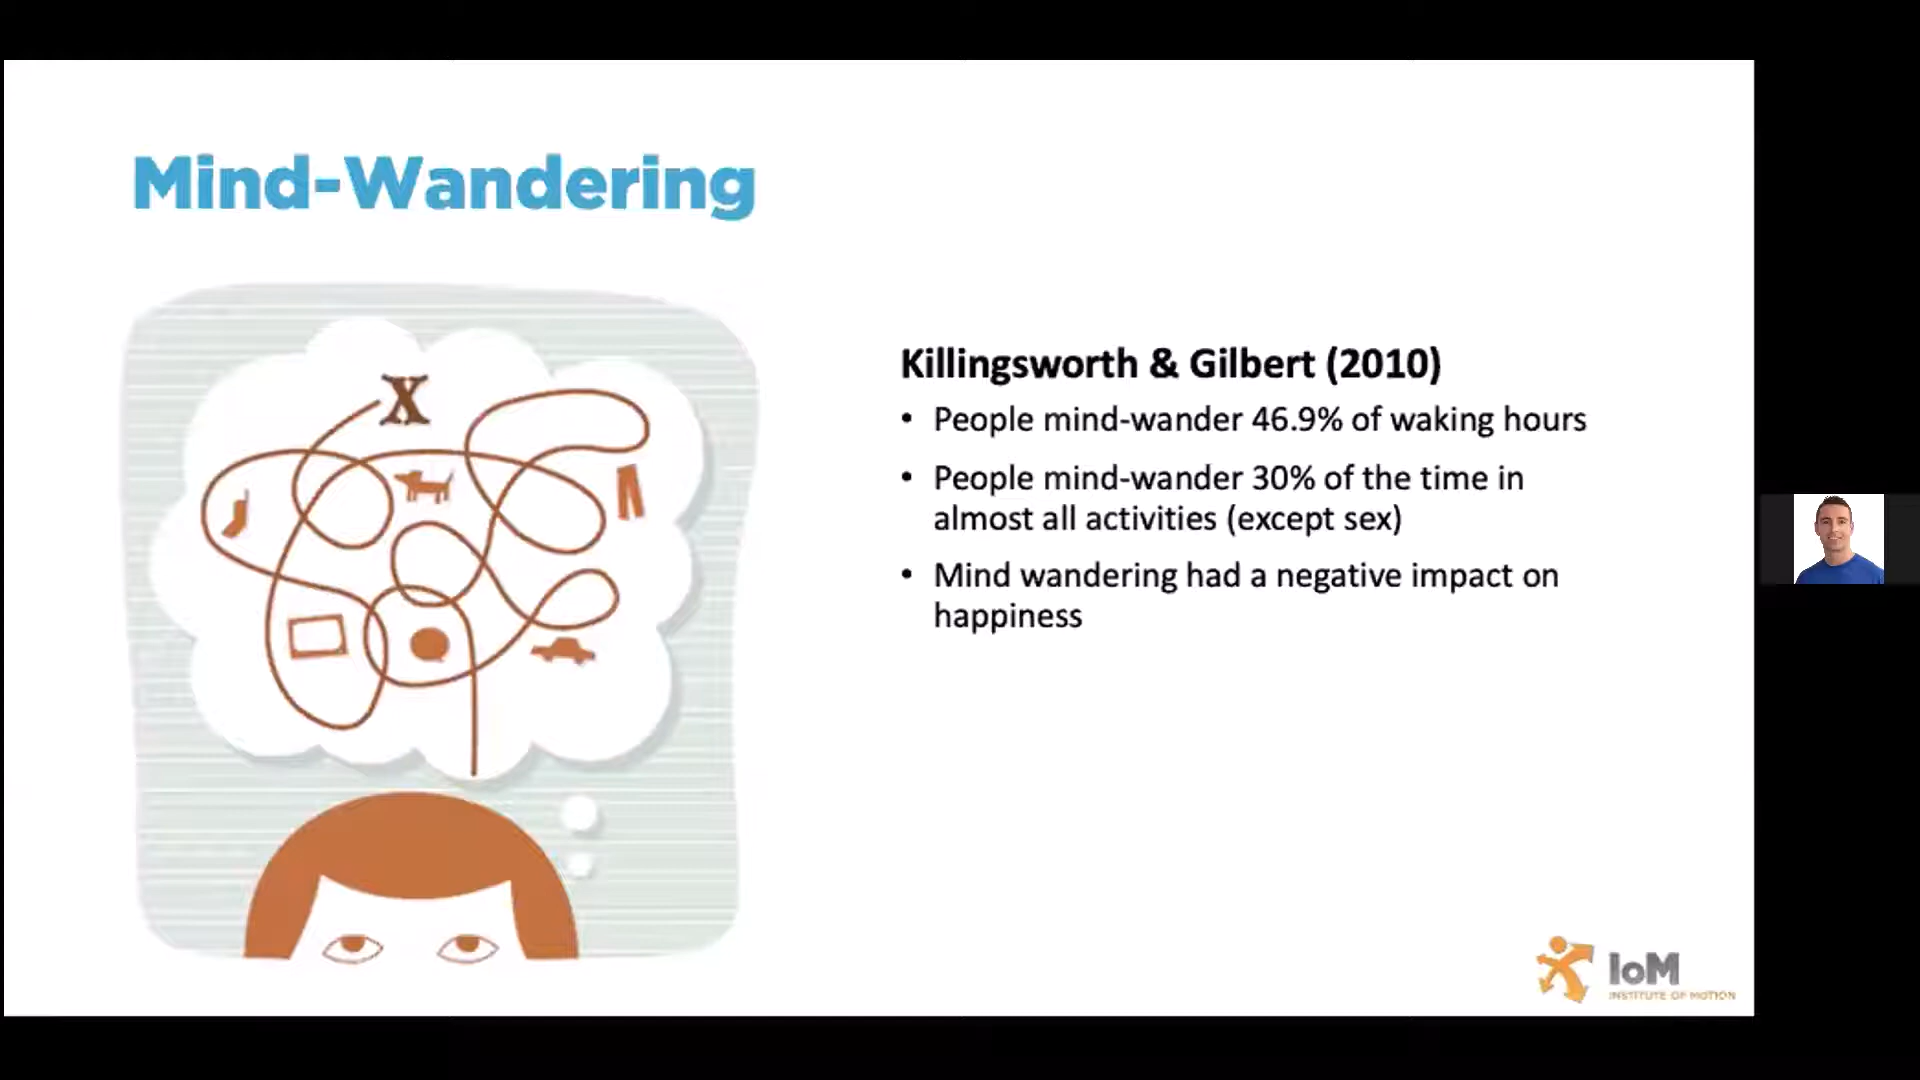 Mind-Wandering
X
Killingsworth & Gilbert (2010)
• People mind-wander 46.9% of waking hours
• People mind-wander 30% of the time in
almost all activities (except sex)
• Mind wandering had a negative impact on
happiness
IoM
INSTITUTE OF MOTION